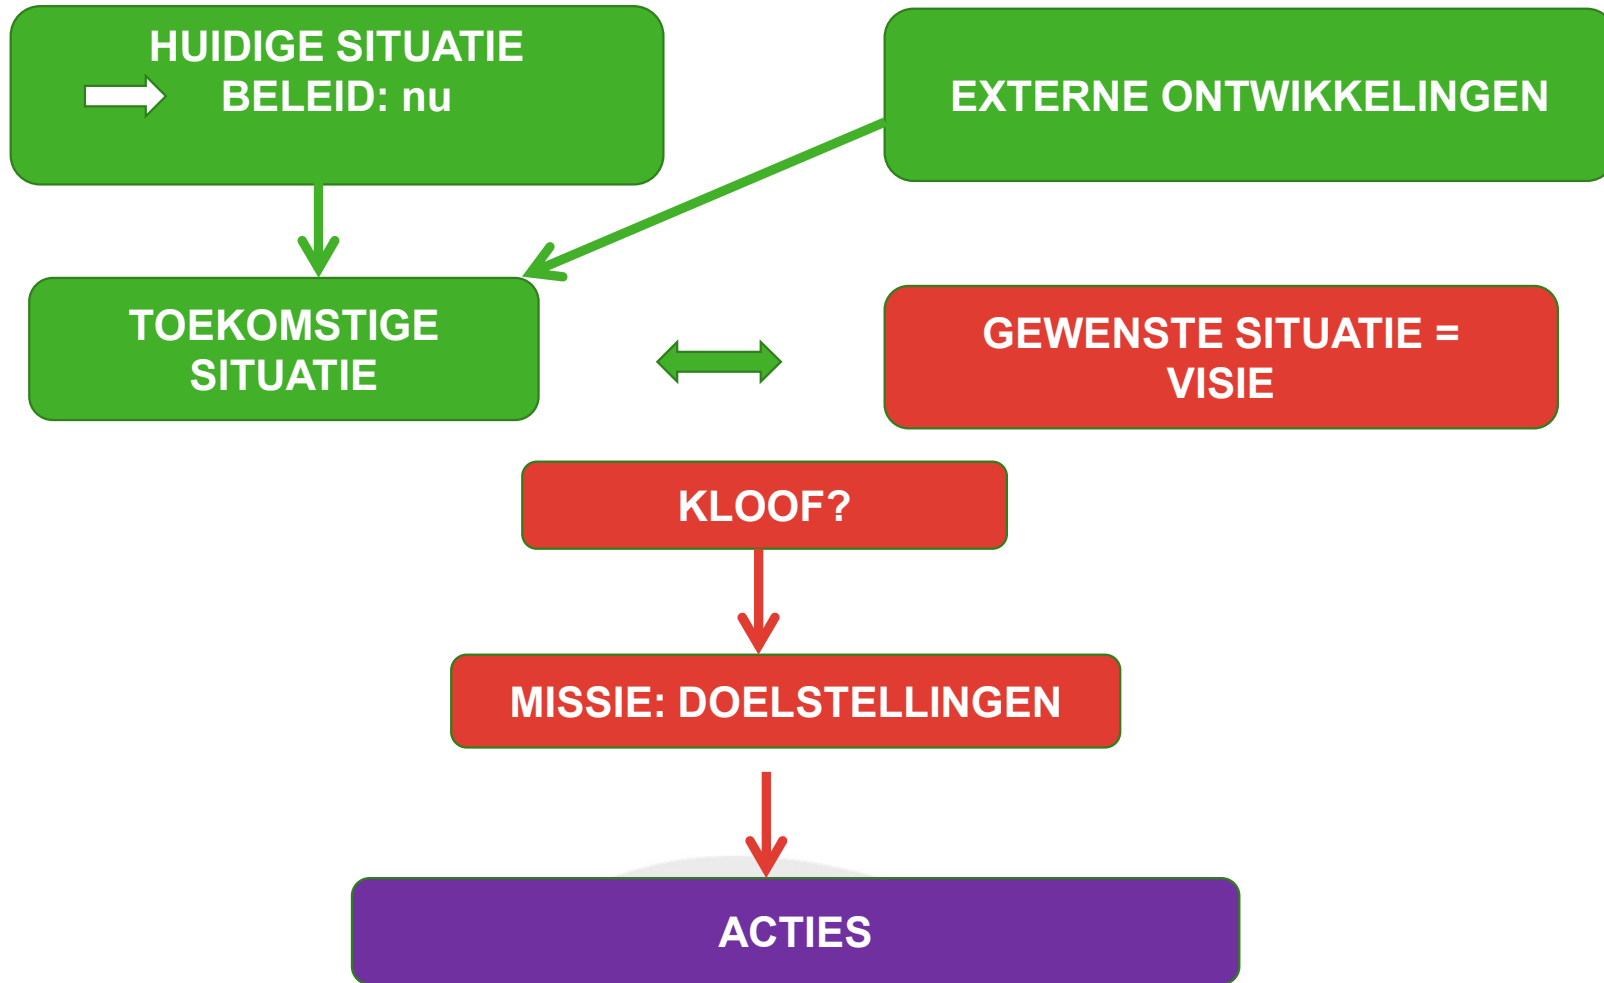 HUIDIGE SITUATIE
BELEID: nu
EXTERNE ONTWIKKELINGEN
TOEKOMSTIGE
SITUATIE
GEWENSTE SITUATIE =
VISIE
KLOOF?
MISSIE: DOELSTELLINGEN
ACTIES